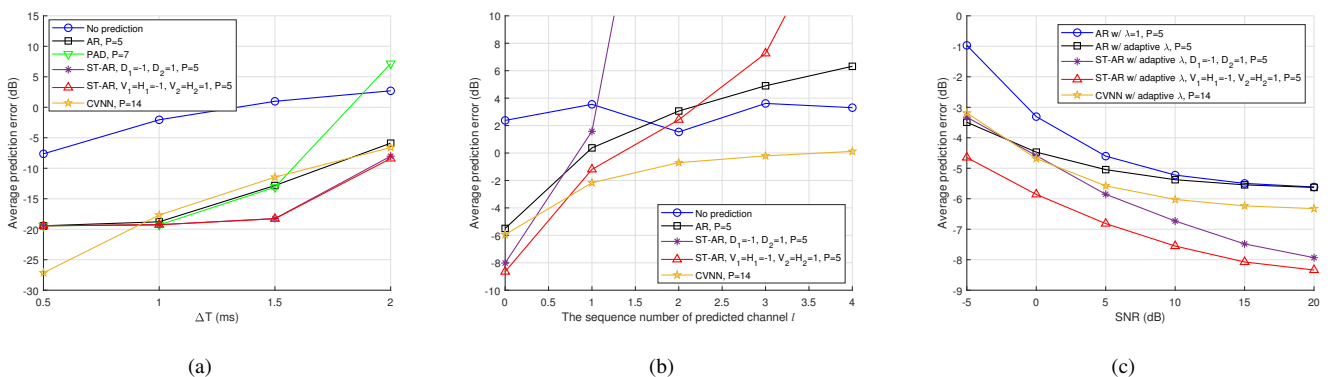 15
10
5
0
-5
-10
-15
-20
-25
-30
Average prediction error (dB)
No prediction
AR, P=5
PAD, P=7
ST-AR, D1=-1, D2=1, P=5
ST-AR, V1=H1=-1, V2=H2=1, P=5
CVNN, P=14
0.5 1 1.5 2
ΔT (ms)
(a)
10
8
6
4
2
0
-2
-4
-6
-8
-10
Average prediction error (dB)
No prediction
AR, P=5
ST-AR, D1=-1, D2=1, P=5
ST-AR, V1=H1=-1, V2=H2=1, P=5
CVNN, P=14
0 0.5 1 1.5 2 2.5 3 3.5 4
The sequence number of predicted channel l
(b)
-0
-1
-2
-3
-4
-5
-6
-7
-8
-9
Average prediction error (dB)
AR w/ λ=1, P=5
AR w/ adaptive λ, P=5
ST-AR w/ adaptive λ, D1=-1, D2=1, P=5
ST-AR w/ adaptive λ, V1=H1=-1, V2=H2=1, P=5
CVNN w/ adaptive λ, P=14
-5 0 5 10 15 20
SNR (dB)
(c)